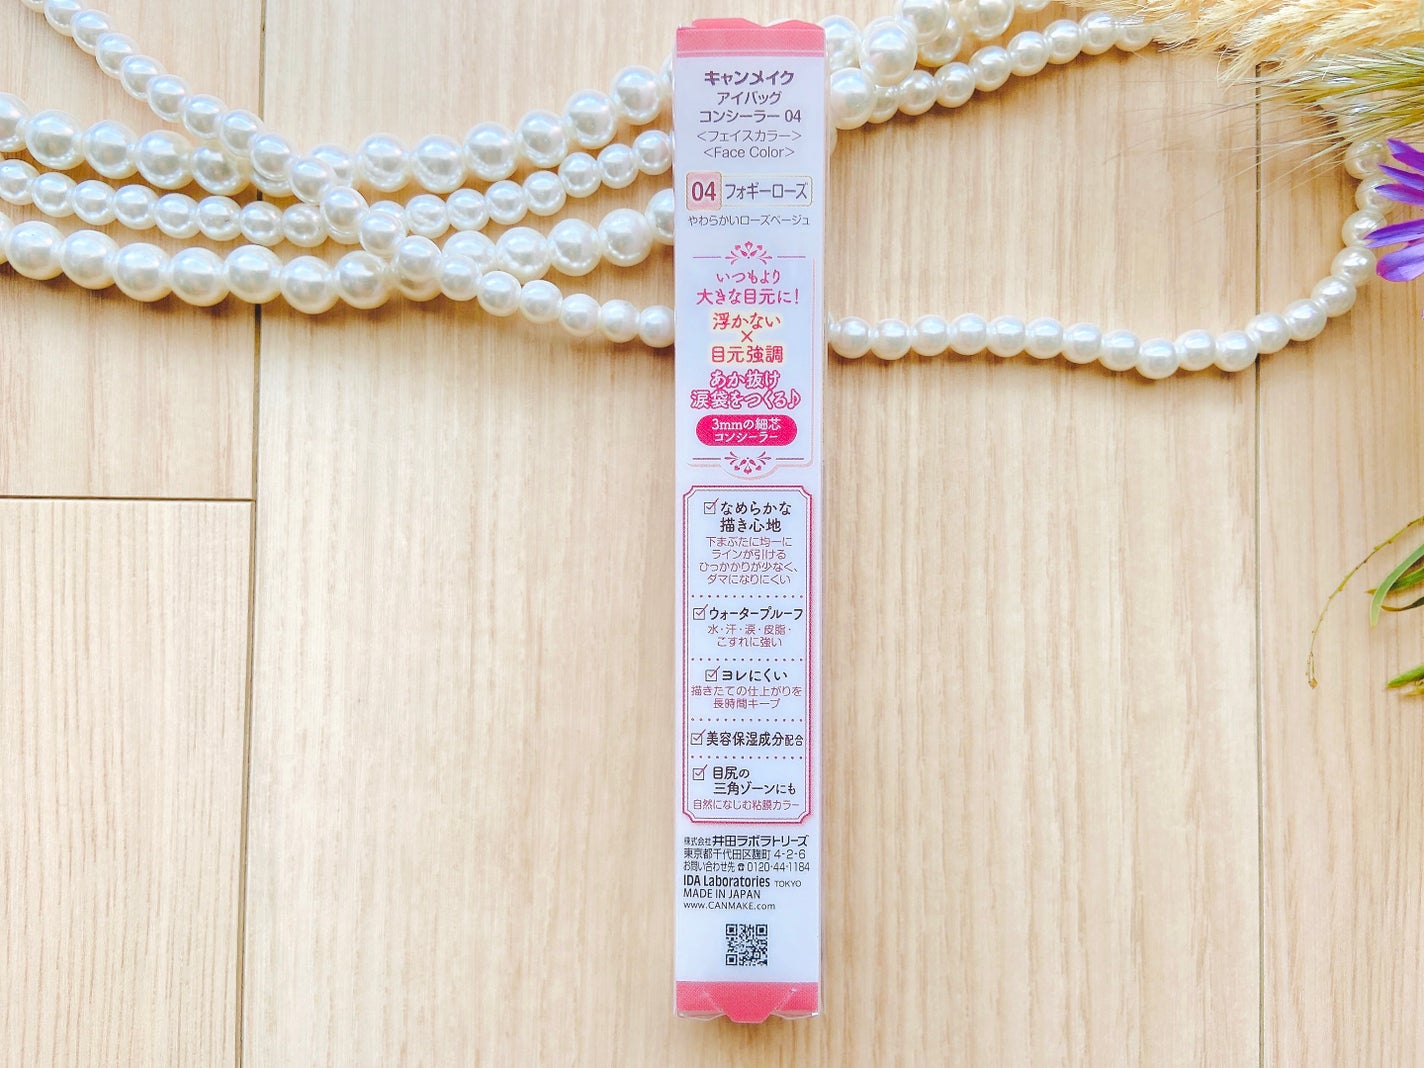 キャンメイク
アイバッグ
コンシーラー 04
<フェイスカラー>
<Face Color>
04 フォギーローズ
やわらかいローズベージュ
いつもより
大きな目元に!
浮かない
×
目元強調
あか抜け
涙袋をつくる♪
3mmの細芯
コンシーラー
なめらかな
描き心地
下まぶたに均一に
ラインが引ける
ひっかかりが少なく、
ダマになりにくい
ウォータープルーフ
水・汗・涙・皮脂・
こすれに強い
ヨレにくい
描きたての仕上がりを
長時間キープ
美容保湿成分配合
目尻の
三角ゾーンにも
自然になじむ粘膜カラー
株式会社 井田ラボラトリーズ
東京都千代田区麹町 4-2-6
お問い合わせ先 ☎ 0120-44-1184
IDA Laboratories TOKYO
MADE IN JAPAN
www.CANMAKE.com